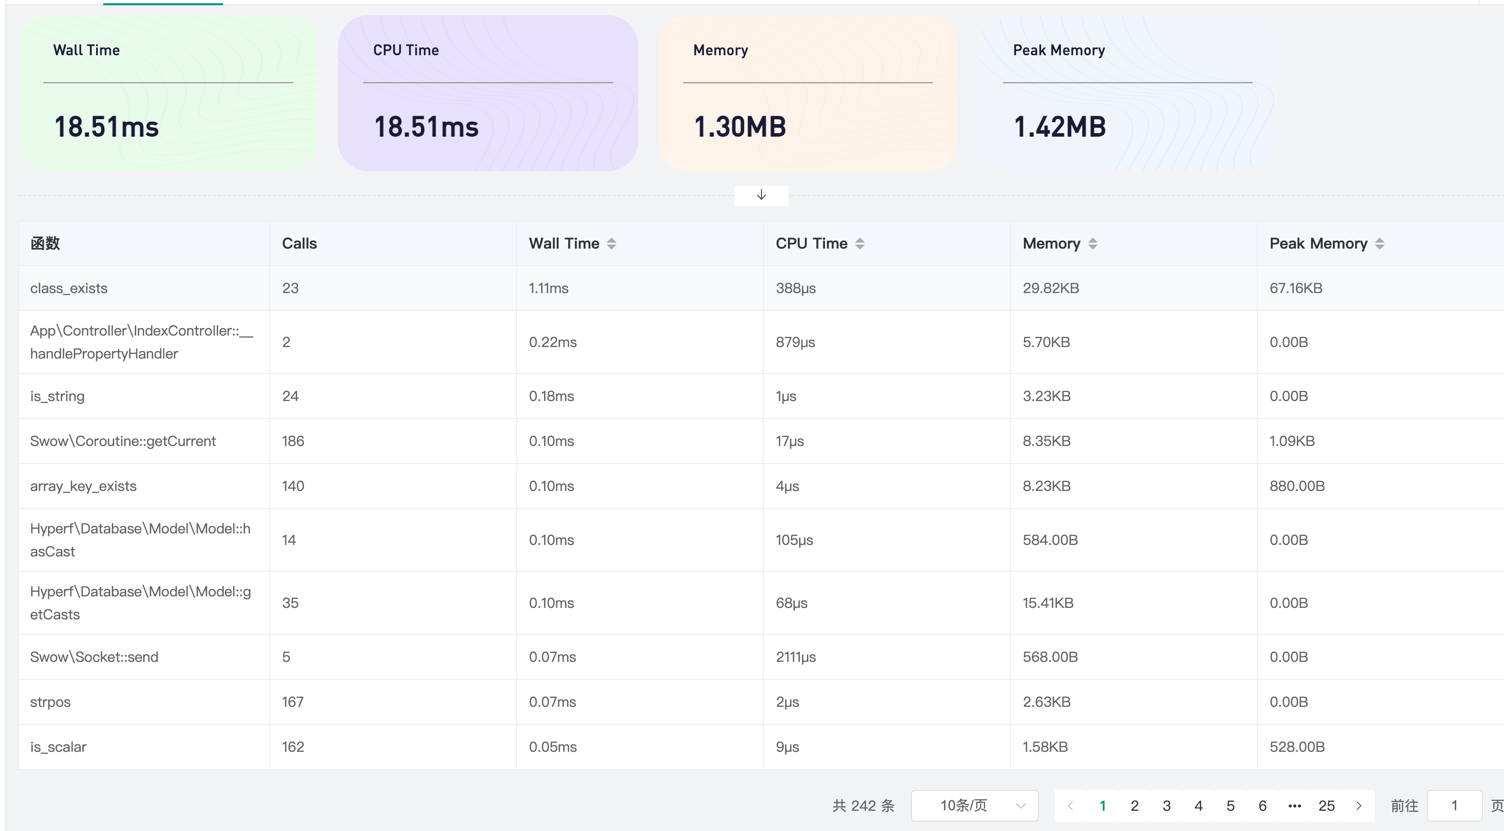 Wall Time
CPU Time
Memory
Peak Memory
18.51ms
18.51ms
1.30MB
1.42MB
函数 Calls Wall Time CPU Time Memory Peak Memory
class_exists 23 1.11ms 388μs 29.82KB 67.16KB
App\Controller\IndexController::__
handlePropertyHandler 2 0.22ms 879μs 5.70KB 0.00B
is_string 24 0.18ms 1μs 3.23KB 0.00B
Swow\Coroutine::getCurrent 186 0.10ms 17μs 8.35KB 1.09KB
array_key_exists 140 0.10ms 4μs 8.23KB 880.00B
Hyperf\Database\Model\Model::h
asCast 14 0.10ms 105μs 584.00B 0.00B
Hyperf\Database\Model\Model::g
etCasts 35 0.10ms 68μs 15.41KB 0.00B
Swow\Socket::send 5 0.07ms 2111μs 568.00B 0.00B
strpos 167 0.07ms 2μs 2.63KB 0.00B
is_scalar 162 0.05ms 9μs 1.58KB 528.00B
共 242 条 10条/页 1 2 3 4 5 6 ••• 25 前往 1 页